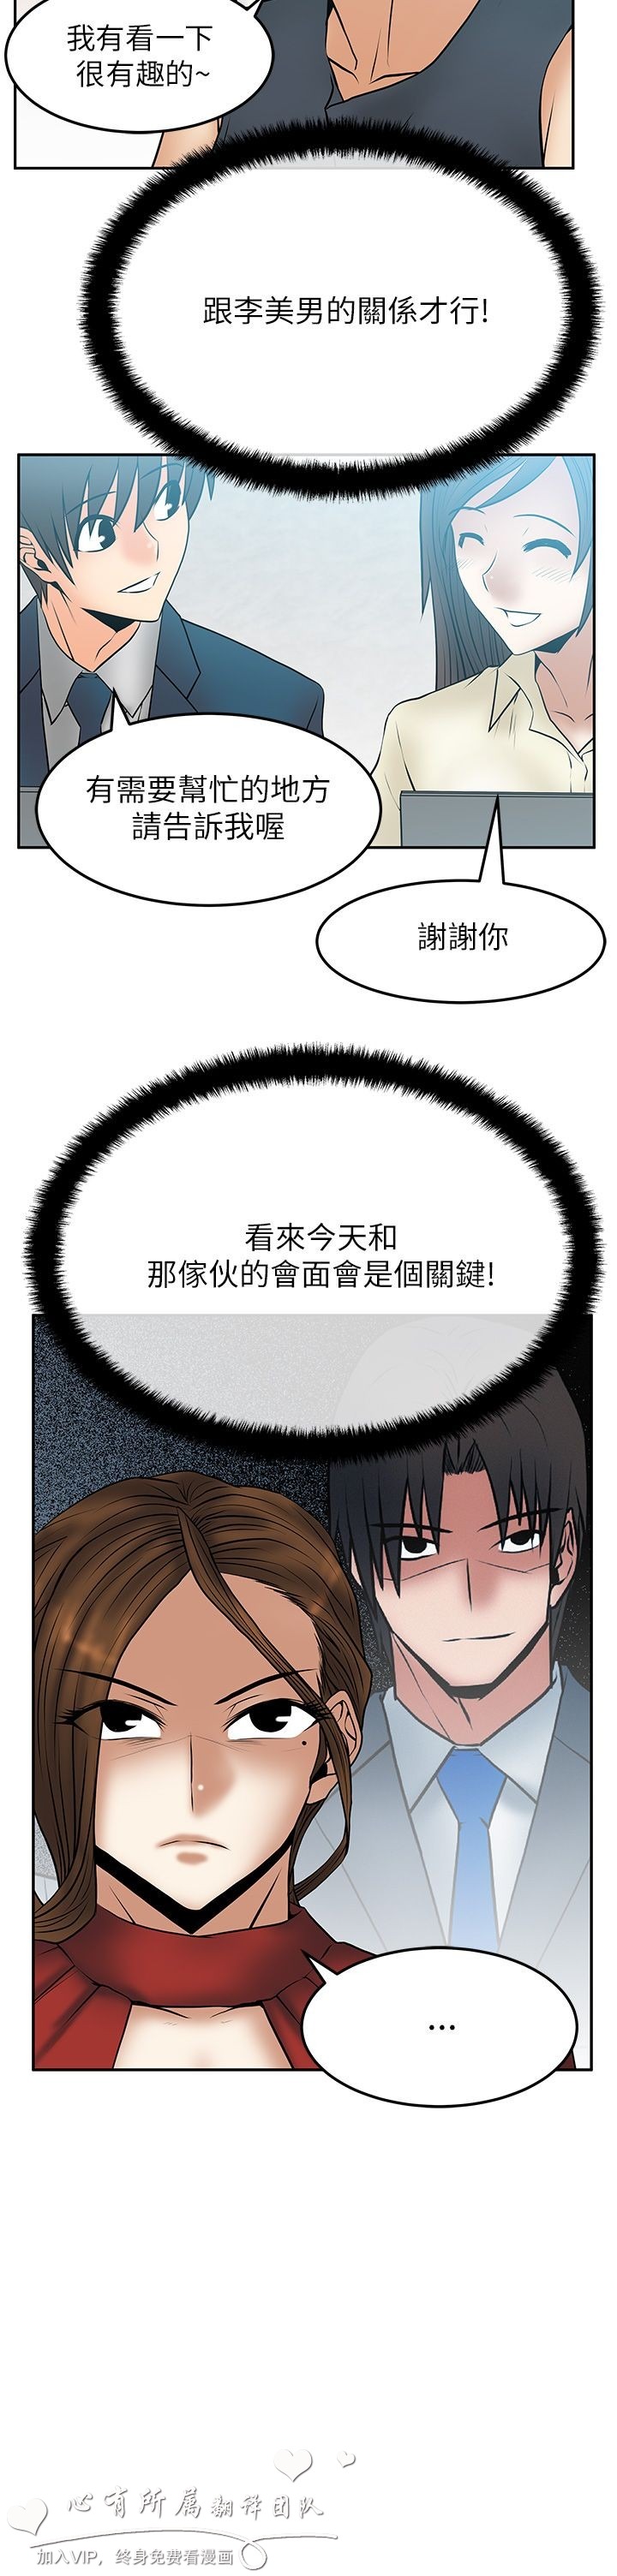 我有看一下
很有趣的~
跟李美男的關係才行!
有需要幫忙的地方
請告訴我喔
謝謝你
看來今天和
那傢伙的會面會是個關鍵!
…
心有所属翻译团队
加入VIP，终身免费看漫画